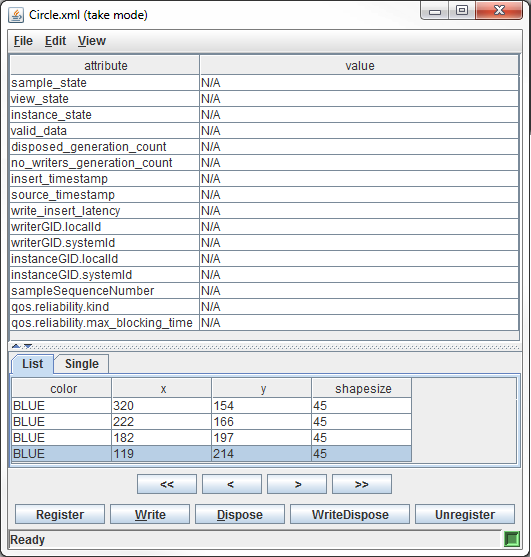 Circle.xml (take mode)
File Edit View
attribute value
sample_state N/A
view_state N/A
instance_state N/A
valid_data N/A
disposed_generation_count N/A
no_writers_generation_count N/A
insert_timestamp N/A
source_timestamp N/A
write_insert_latency N/A
writerGID.localId N/A
writerGID.systemId N/A
instanceGID.localId N/A
instanceGID.systemId N/A
sampleSequenceNumber N/A
qos.reliability.kind N/A
qos.reliability.max_blocking_time N/A
List Single
color x y shapesize
BLUE 320 154 45
BLUE 222 166 45
BLUE 182 197 45
BLUE 119 214 45
<< < > >>
Register Write Dispose WriteDispose Unregister
Ready